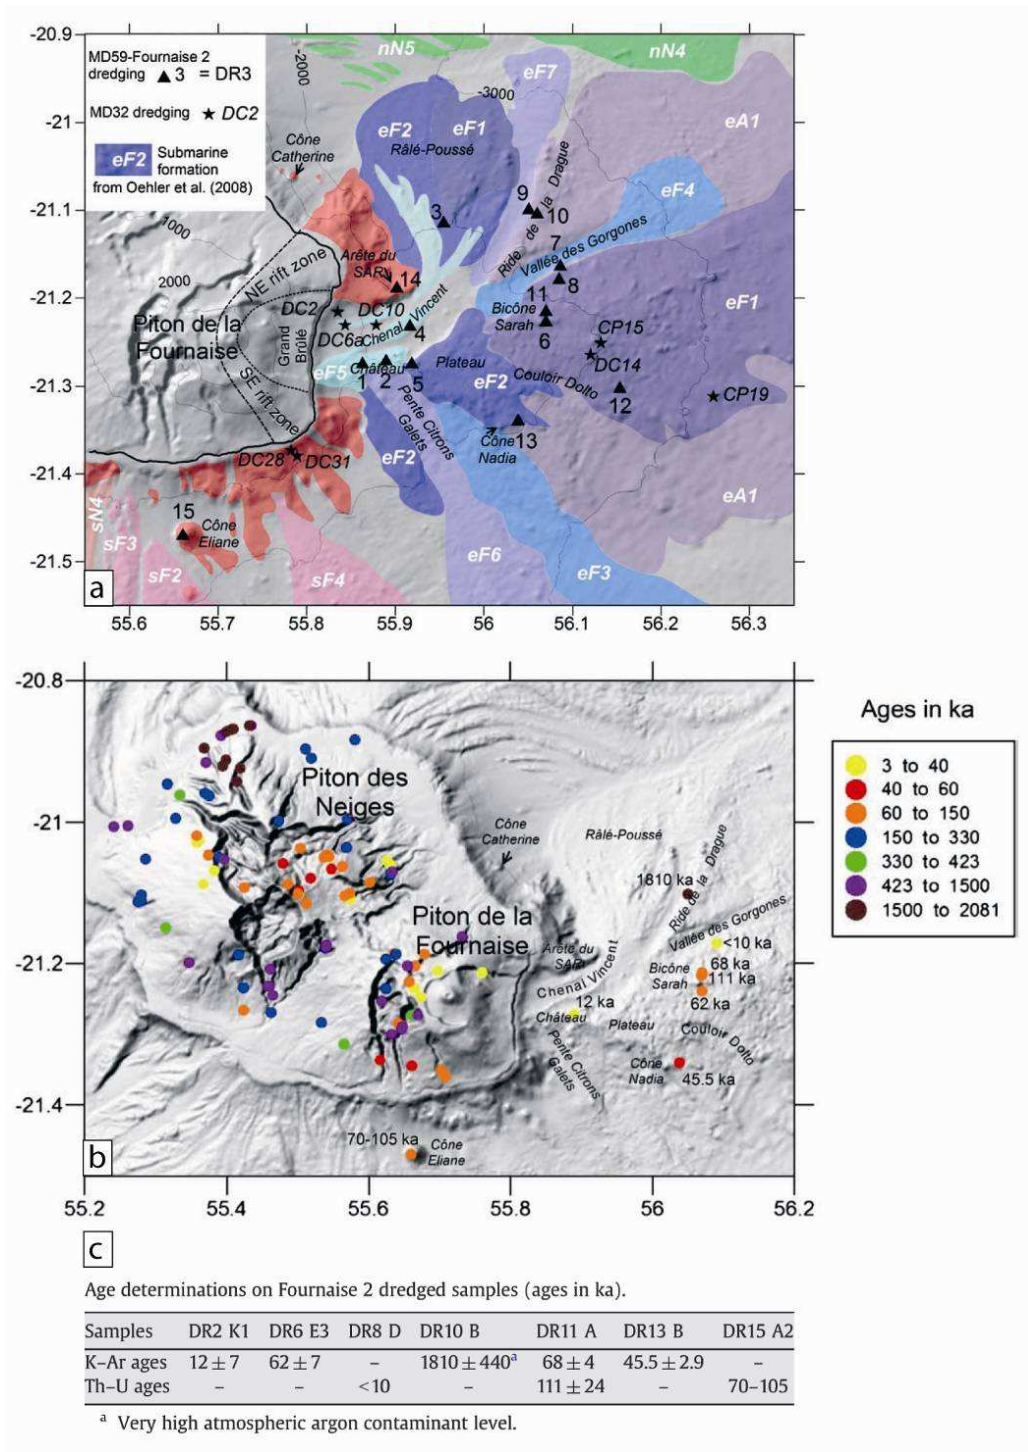 MD59-Fournaise 2
dredging ▲ 3 = DR3
MD32 dredging ★ DC2
eF2 Submarine
formation
from Oehler et al. (2008)
-20.9
-21
-21.1
-21.2
-21.3
-21.4
-21.5
55.6 55.7 55.8 55.9 56 56.1 56.2 56.3
a
nN5
nN4
-2000
-3000
eF7
eF2 eF1
Râlé-Poussé
eA1
Cône
Catherine
eF4
9
10
3
7
Ride de la Drague
Vallée des Gorgones
1000
2000
NE rift zone
Arête du
SARv
14
8
11
eF1
DC2
DC10
DC6a
Chenal Vincent
4
Bicône
Sarah
6
CP15
DC14
Piton de la
Fournaise
Grand
Brûlé
eF5
Château
1 2 5
Plateau
eF2
Couloir Dolto
12
CP19
SE rift zone
Pente Citrons
Galets
eF2
13
Cône
Nadia
DC28
DC31
eA1
15
Cône
Eliane
sN4
sF3
sF2
sF4
eF6
eF3
-20.8
-21
-21.2
-21.4
55.2 55.4 55.6 55.8 56 56.2
b
Piton des
Neiges
Cône
Catherine
Râlé-Poussé
1810 ka
Ride de la Drague
Vallée des Gorgones
Piton de la
Fournaise
Arête du
SARv
Chenal Vincent
<10 ka
68 ka
Bicône
Sarah
111 ka
12 ka
62 ka
Château
Plateau
Couloir Dolto
Pente Citrons
Galets
Cône
Nadia
45.5 ka
70-105 ka
Cône
Eliane
Ages in ka
3 to 40
40 to 60
60 to 150
150 to 330
330 to 423
423 to 1500
1500 to 2081
c
Age determinations on Fournaise 2 dredged samples (ages in ka).
Samples DR2 K1 DR6 E3 DR8 D DR10 B DR11 A DR13 B DR15 A2
K–Ar ages 12 ± 7 62 ± 7 – 1810 ± 440a 68 ± 4 45.5 ± 2.9 –
Th–U ages – – <10 – 111 ± 24 – 70–105
a Very high atmospheric argon contaminant level.